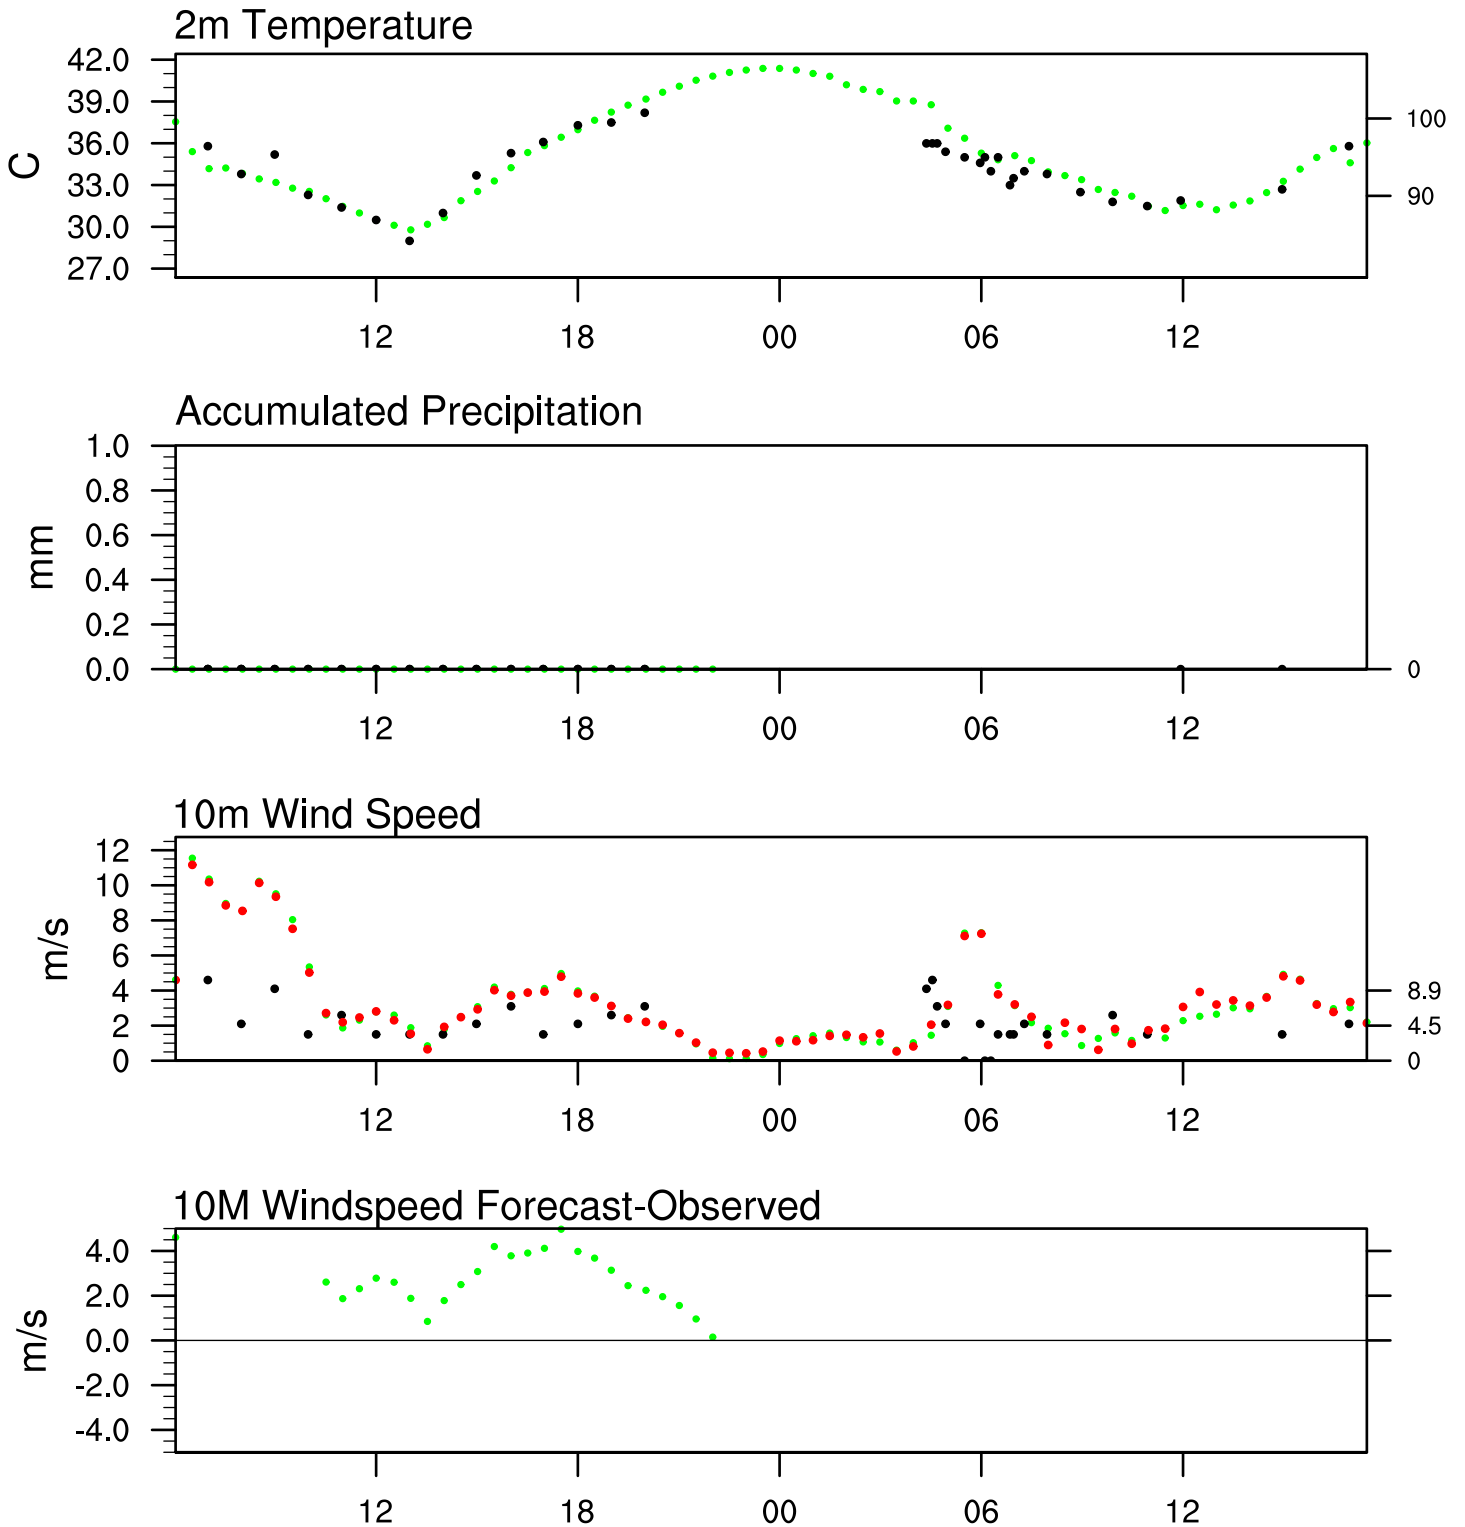 2m Temperature
42.0
39.0
36.0
33.0
30.0
27.0
C
100
90
12 18 00 06 12
Accumulated Precipitation
1.0
0.8
0.6
0.4
0.2
0.0
mm
0
12 18 00 06 12
10m Wind Speed
12
10
8
6
4
2
0
m/s
8.9
4.5
0
12 18 00 06 12
10M Windspeed Forecast-Observed
4.0
2.0
0.0
-2.0
-4.0
m/s
12 18 00 06 12